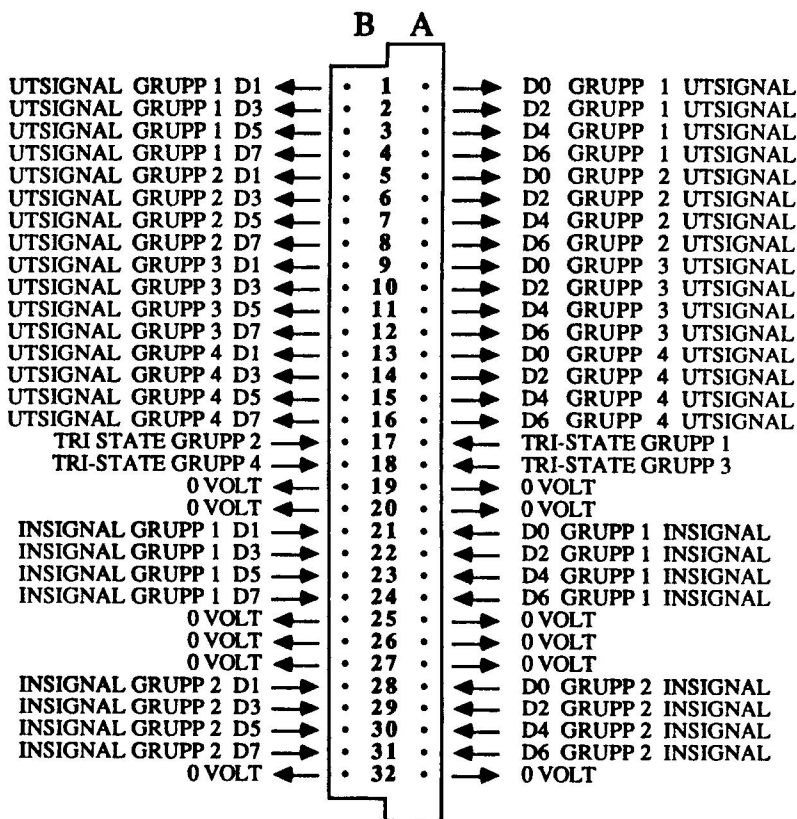 B A
UTSIGNAL GRUPP 1 D1 1 D0 GRUPP 1 UTSIGNAL
UTSIGNAL GRUPP 1 D3 2 D2 GRUPP 1 UTSIGNAL
UTSIGNAL GRUPP 1 D5 3 D4 GRUPP 1 UTSIGNAL
UTSIGNAL GRUPP 1 D7 4 D6 GRUPP 1 UTSIGNAL
UTSIGNAL GRUPP 2 D1 5 D0 GRUPP 2 UTSIGNAL
UTSIGNAL GRUPP 2 D3 6 D2 GRUPP 2 UTSIGNAL
UTSIGNAL GRUPP 2 D5 7 D4 GRUPP 2 UTSIGNAL
UTSIGNAL GRUPP 2 D7 8 D6 GRUPP 2 UTSIGNAL
UTSIGNAL GRUPP 3 D1 9 D0 GRUPP 3 UTSIGNAL
UTSIGNAL GRUPP 3 D3 10 D2 GRUPP 3 UTSIGNAL
UTSIGNAL GRUPP 3 D5 11 D4 GRUPP 3 UTSIGNAL
UTSIGNAL GRUPP 3 D7 12 D6 GRUPP 3 UTSIGNAL
UTSIGNAL GRUPP 4 D1 13 D0 GRUPP 4 UTSIGNAL
UTSIGNAL GRUPP 4 D3 14 D2 GRUPP 4 UTSIGNAL
UTSIGNAL GRUPP 4 D5 15 D4 GRUPP 4 UTSIGNAL
UTSIGNAL GRUPP 4 D7 16 D6 GRUPP 4 UTSIGNAL
TRI STATE GRUPP 2 17 TRI-STATE GRUPP 1
TRI-STATE GRUPP 4 18 TRI-STATE GRUPP 3
0 VOLT 19 0 VOLT
0 VOLT 20 0 VOLT
INSIGNAL GRUPP 1 D1 21 D0 GRUPP 1 INSIGNAL
INSIGNAL GRUPP 1 D3 22 D2 GRUPP 1 INSIGNAL
INSIGNAL GRUPP 1 D5 23 D4 GRUPP 1 INSIGNAL
INSIGNAL GRUPP 1 D7 24 D6 GRUPP 1 INSIGNAL
0 VOLT 25 0 VOLT
0 VOLT 26 0 VOLT
0 VOLT 27 0 VOLT
INSIGNAL GRUPP 2 D1 28 D0 GRUPP 2 INSIGNAL
INSIGNAL GRUPP 2 D3 29 D2 GRUPP 2 INSIGNAL
INSIGNAL GRUPP 2 D5 30 D4 GRUPP 2 INSIGNAL
INSIGNAL GRUPP 2 D7 31 D6 GRUPP 2 INSIGNAL
0 VOLT 32 0 VOLT